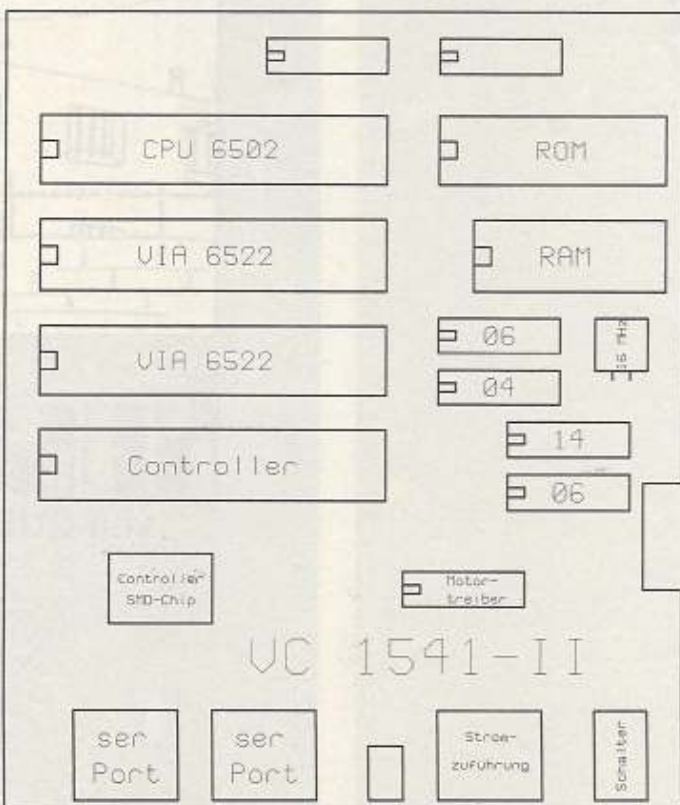 CPU 6502
ROM
VIA 6522
RAM
VIA 6522
06
16 MHz
04
Controller
14
06
Controller
SMD-Chip
Motor-
treiber
VC 1541-II
ser
Port
ser
Port
Strom-
zuführung
Schalter